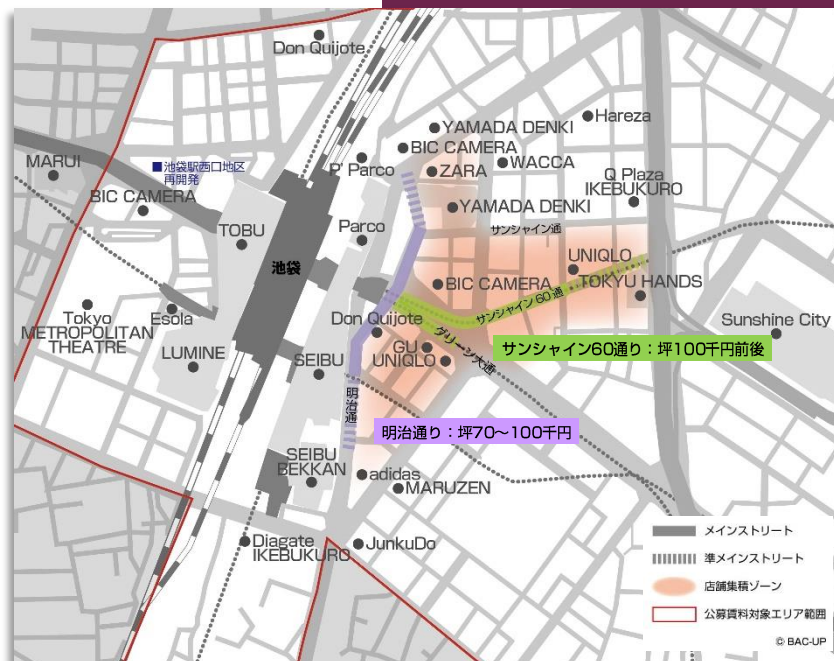 Don Quijote
Hareza
YAMADA DENKI
BIC CAMERA
WACCA
MARUI
■池袋駅西口地区
再開発
P' Parco
ZARA
Q Plaza
IKEBUKURO
BIC CAMERA
YAMADA DENKI
TOBU
Parco
サンシャイン通
池袋
UNIQLO
BIC CAMERA
TOKYU HANDS
サンシャイン60通
Tokyo
METROPOLITAN
THEATRE
Esola
Don Quijote
Sunshine City
グリーン大通
GU
UNIQLO
サンシャイン60通り:坪100千円前後
LUMINE
SEIBU
明治通
明治通り:坪70～100千円
SEIBU
BEKKAN
adidas
MARUZEN
Diagate
IKEBUKURO
JunkuDo
メインストリート
準メインストリート
店舗集積ゾーン
公募賃料対象エリア範囲
© BAC-UP